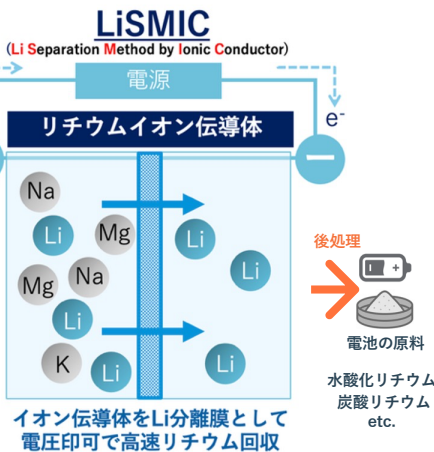 LiSMIC
(Li Separation Method by Ionic Conductor)
電源
e-
リチウムイオン伝導体
ー
Na
Li
Mg
Li
Mg
Na
Li
Li
K
Li
Li
後処理
+
電池の原料
水酸化リチウム
炭酸リチウム
etc.
イオン伝導体をLi分離膜として
電圧印可で高速リチウム回収